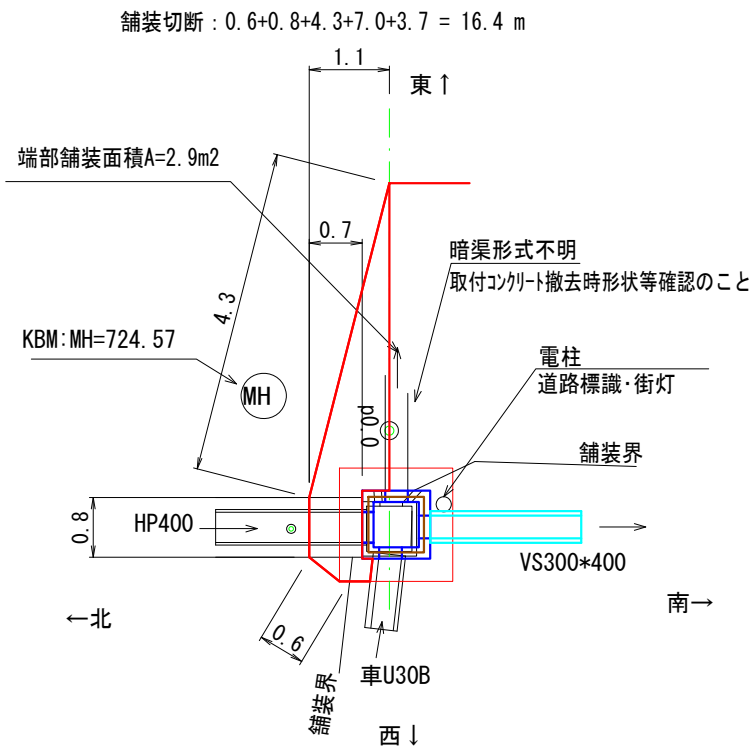 舗装切断：0.6+0.8+4.3+7.0+3.7 = 16.4 m
1.1
東↑
端部舗装面積A=2.9m2
0.7
暗渠形式不明
取付ｺﾝｸﾘｰﾄ撤去時形状等確認のこと
4.3
KBM:MH=724.57
電柱
道路標識･街灯
MH
p0.0
舗装界
0.8
HP400
VS300*400
南→
←北
0.6
車U30B
舗装界
西↓